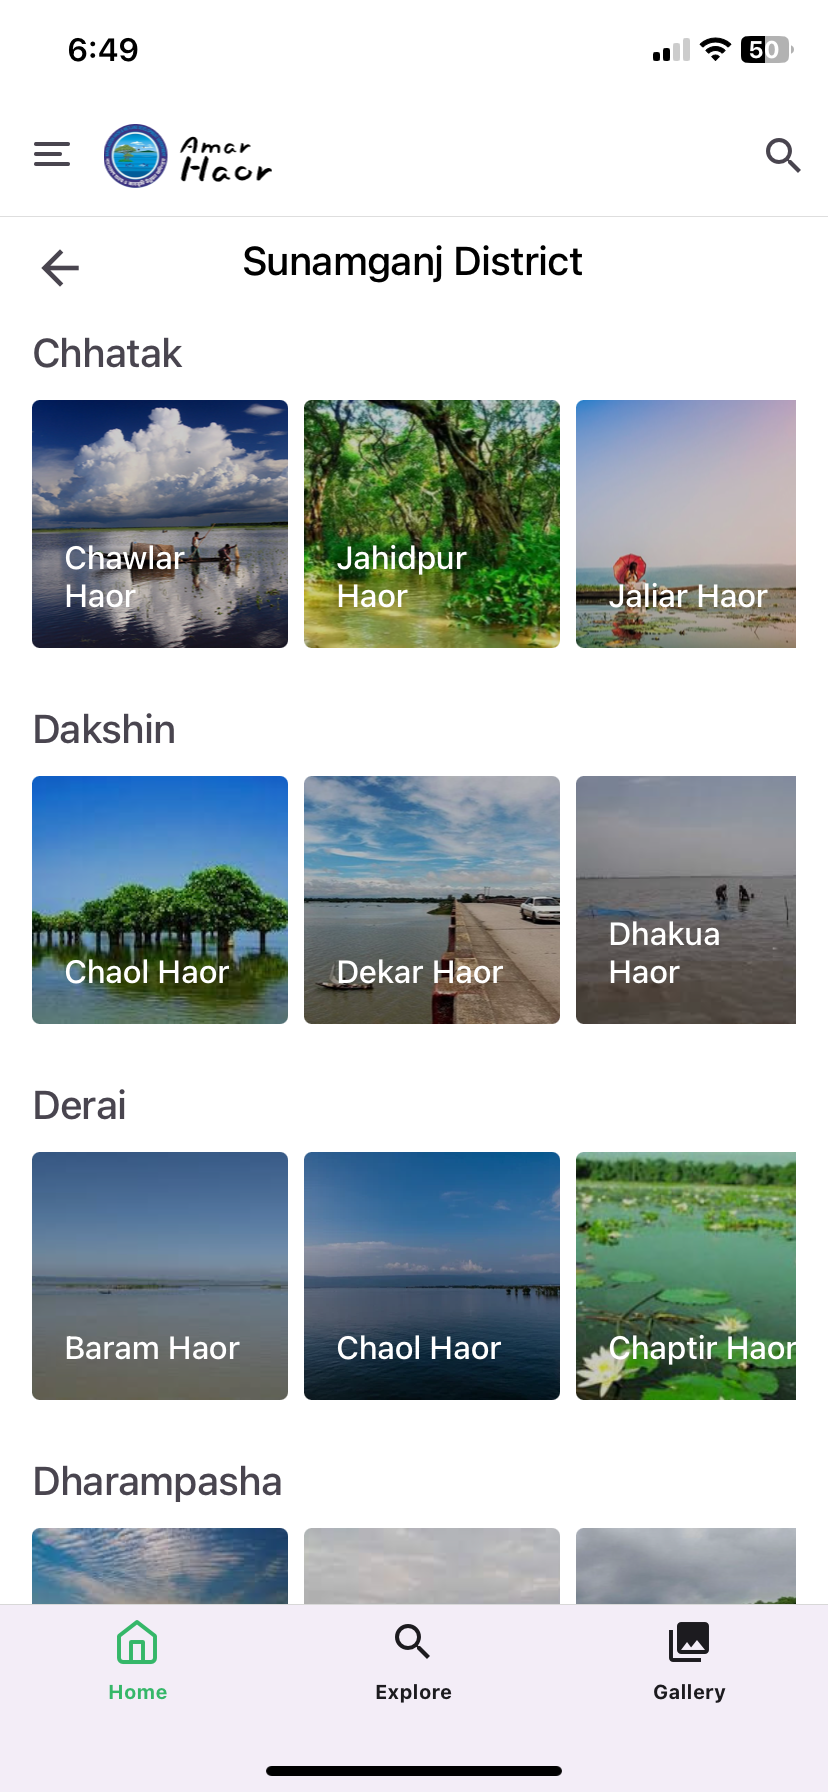 6:49
50
Amar
Haor
Sunamganj District
Chhatak
Chawlar
Haor
Jahidpur
Haor
Jaliar Haor
Dakshin
Chaol Haor
Dekar Haor
Dhakua
Haor
Derai
Baram Haor
Chaol Haor
Chaptir Haor
Dharampasha
Home
Explore
Gallery